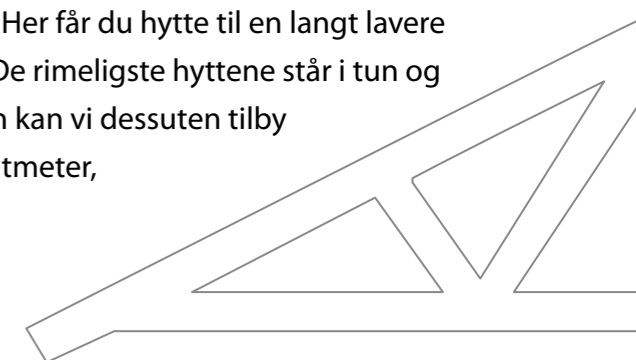 Her får du hytte til en langt lavere
De rimeligste hyttene står i tun og
kan vi dessuten tilby
tmeter,